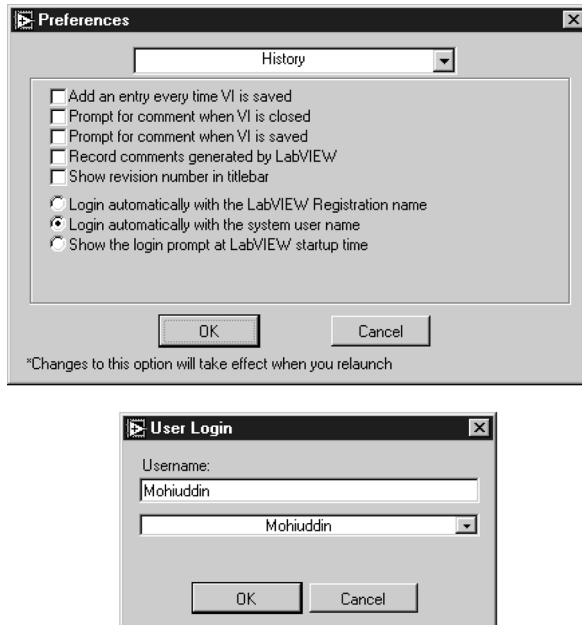 Preferences
History
Add an entry every time VI is saved
Prompt for comment when VI is closed
Prompt for comment when VI is saved
Record comments generated by LabVIEW
Show revision number in titlebar
Login automatically with the LabVIEW Registration name
Login automatically with the system user name
Show the login prompt at LabVIEW startup time
OK Cancel
*Changes to this option will take effect when you relaunch
User Login
Username:
Mohiuddin
Mohiuddin
OK Cancel